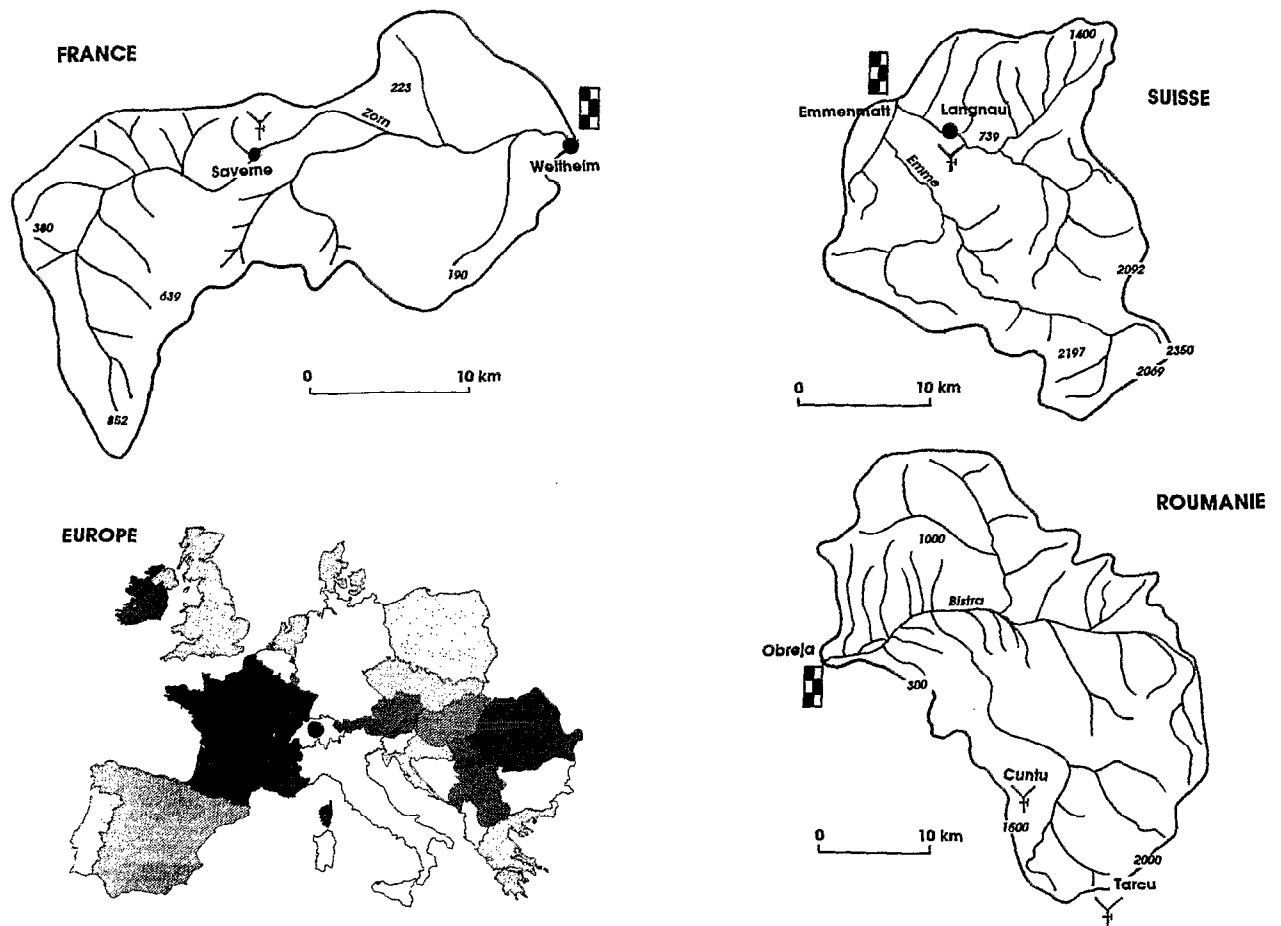 FRANCE
223
Zorn
Saverne
Weltheim
380
190
639
0 10 km
852
SUISSE
1400
Emmenmatt
Langnau
739
Emme
2092
2197
2350
2069
0 10 km
EUROPE
ROUMANIE
1000
Bistra
Obreja
300
Cuntu
1600
0 10 km
2000
Tarcu